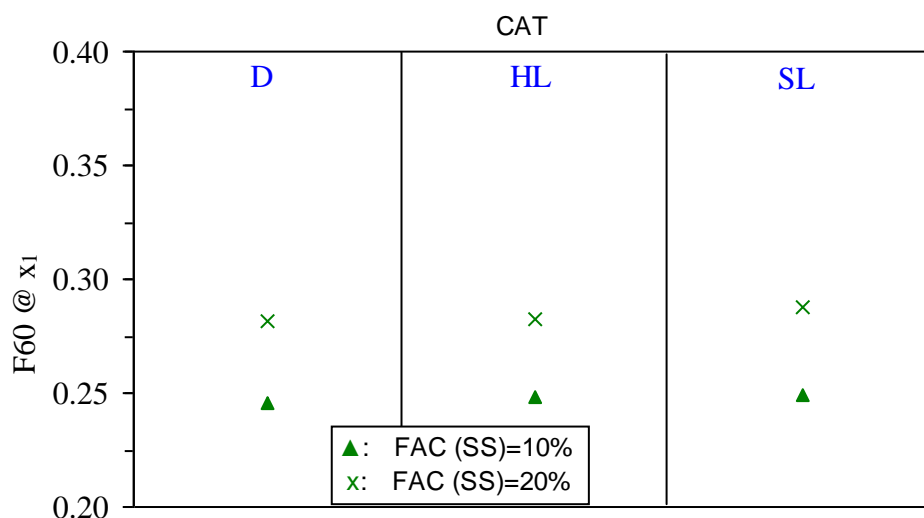 CAT
0.40
D HL SL
0.35
0.30
F60 @ x1
0.25
▲: FAC (SS)=10%
x: FAC (SS)=20%
0.20